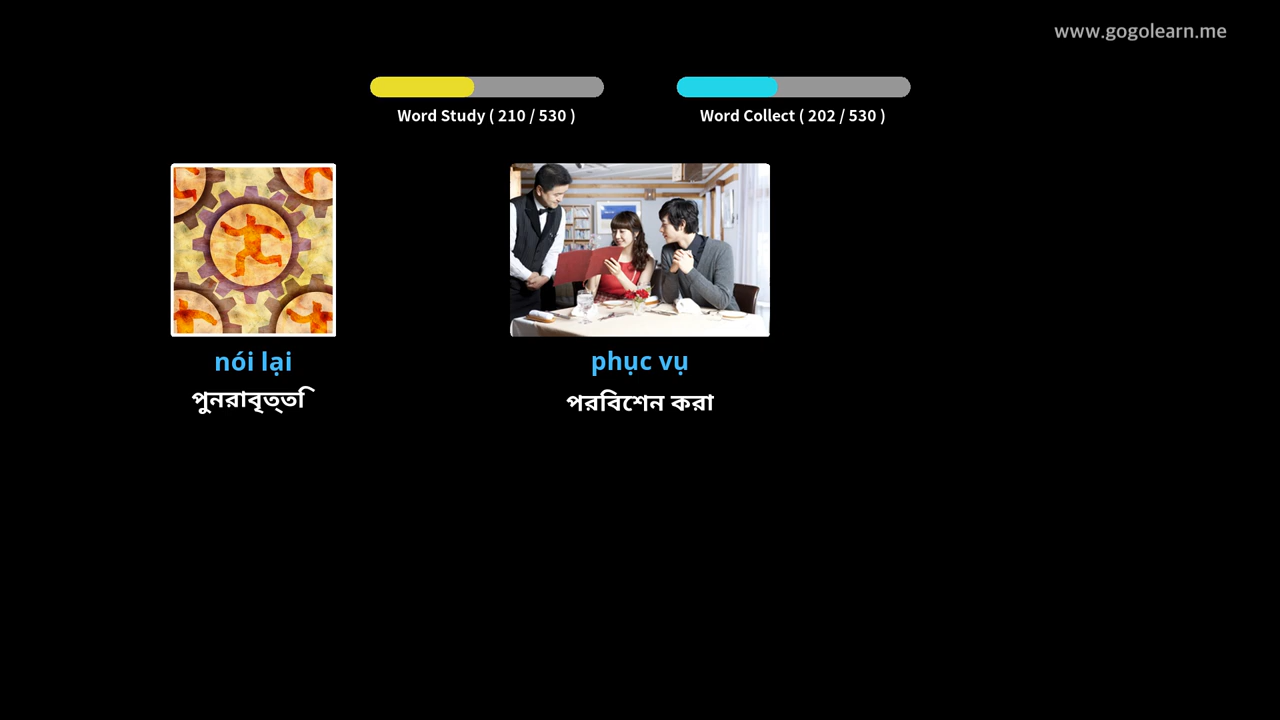 www.gogolearn.me
Word Study ( 210 / 530 )
Word Collect ( 202 / 530 )
nói lại
পুনরাবৃত্তি
phục vụ
পরিবেশন করা